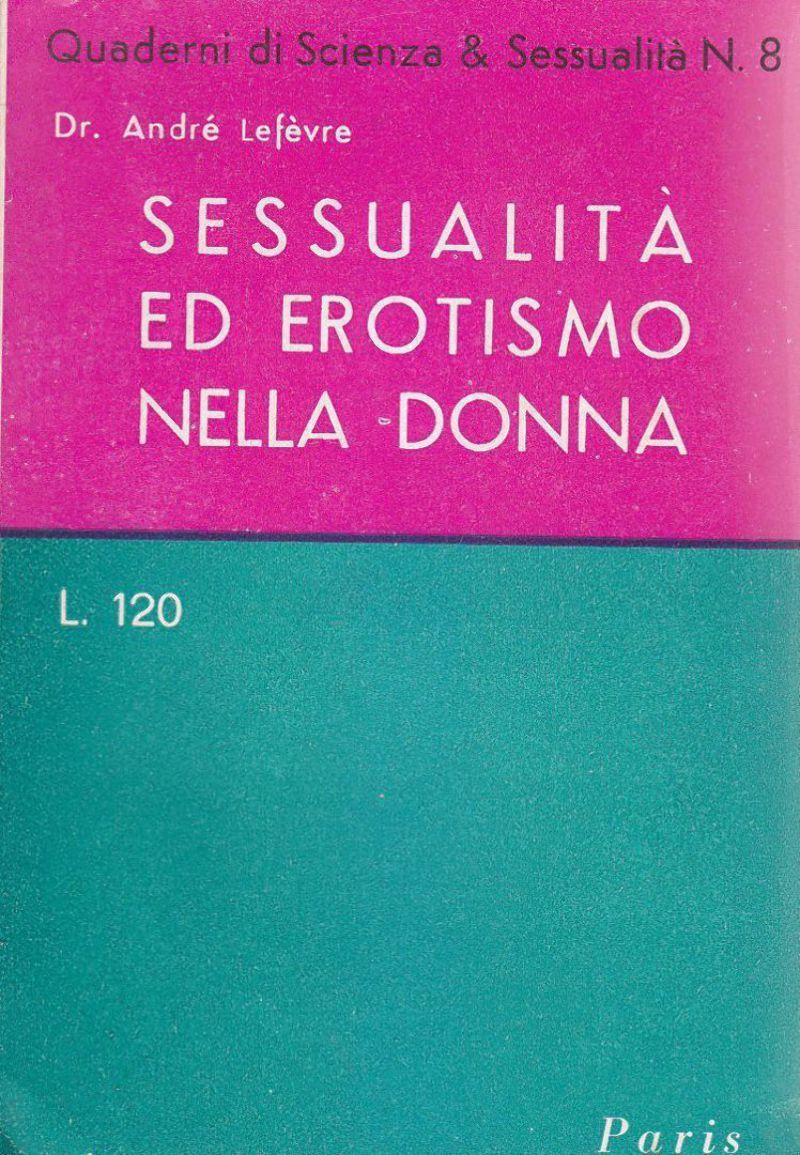 Quaderni di Scienza & Sessualità N. 8
Dr. André Lefèvre
SESSUALITÀ
ED EROTISMO
NELLA DONNA
L. 120
Paris